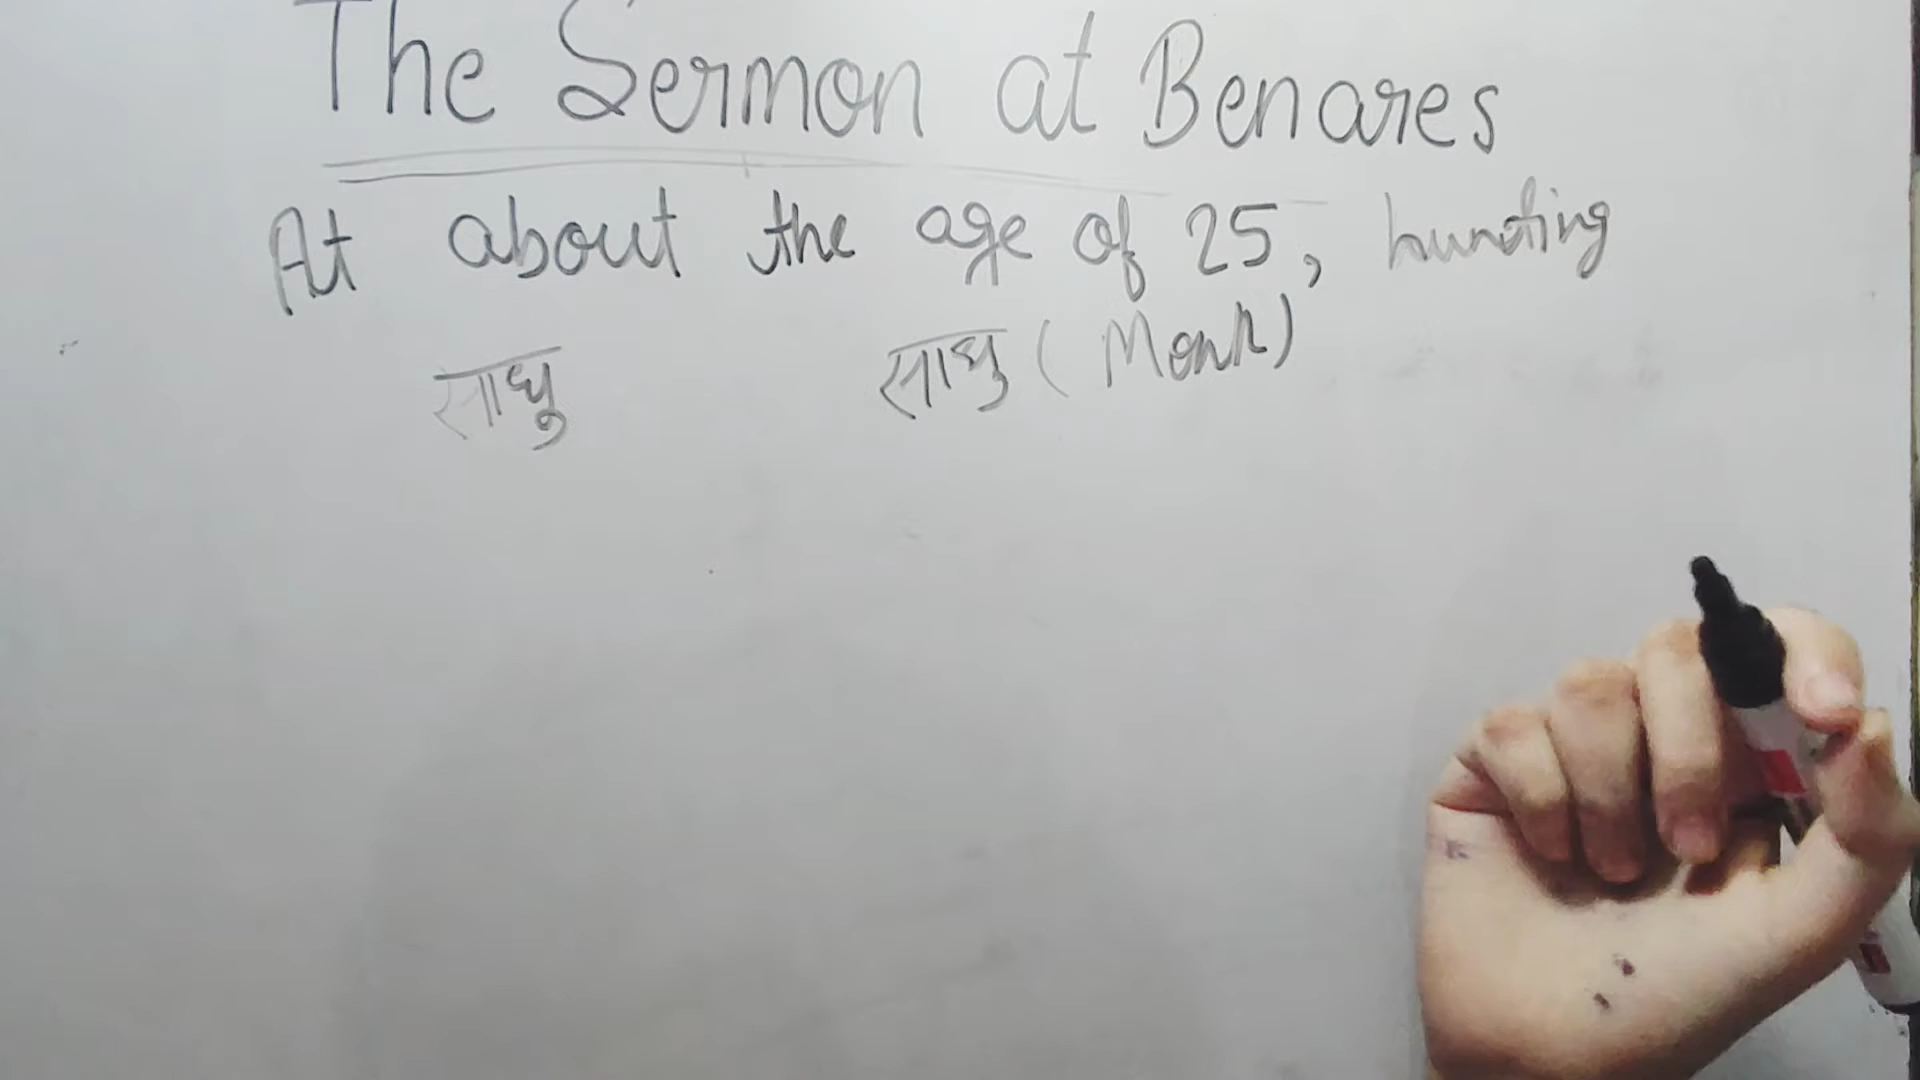 The Sermon at Benares
At about the age of 25, hunting
साधु साधु (Monk)